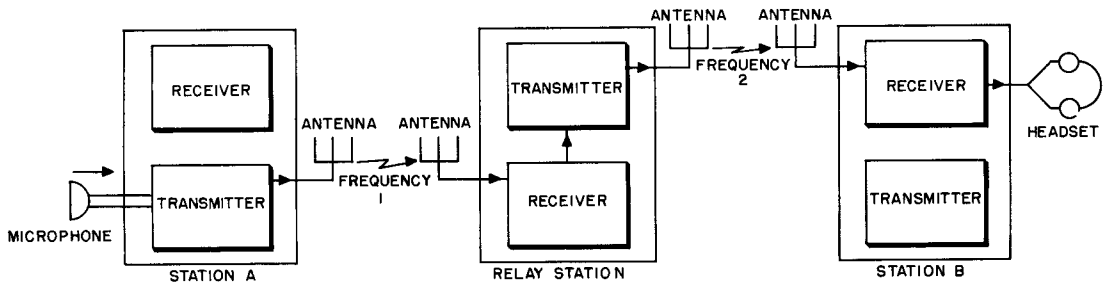 MICROPHONE
RECEIVER
TRANSMITTER
STATION A
ANTENNA
FREQUENCY
1
ANTENNA
TRANSMITTER
RECEIVER
RELAY STATION
ANTENNA
FREQUENCY
2
ANTENNA
RECEIVER
TRANSMITTER
STATION B
HEADSET